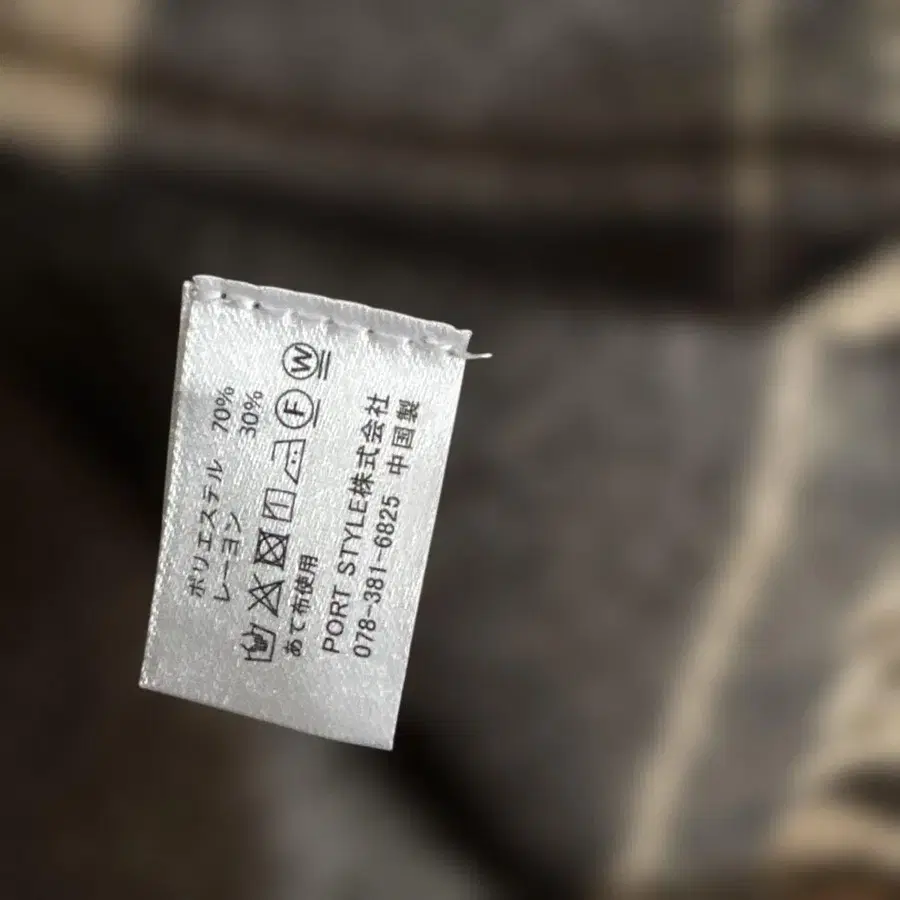 ポリエステル 70%
レーヨン 30%
F W
あて布使用
PORT STYLE株式会社
078-381-6825 中国製